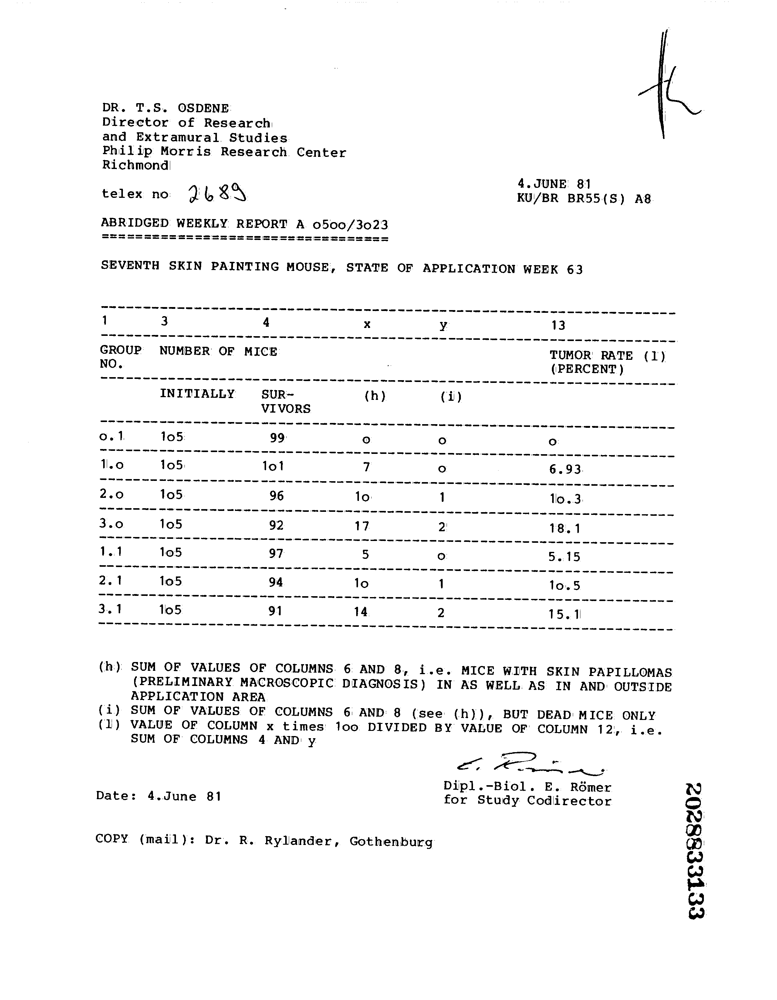 DR. T.S. OSDENE
Director of Research
and Extramural Studies
Philip Morris Research Center
Richmond
telex no 2689
4.JUNE 81
KU/BR BR55(S) A8
ABRIDGED WEEKLY REPORT A o5oo/3o23
==================================
SEVENTH SKIN PAINTING MOUSE, STATE OF APPLICATION WEEK 63
1 3 4 x y 13
GROUP NUMBER OF MICE TUMOR RATE (l)
NO. (PERCENT)
INITIALLY SUR- (h) (i)
VIVORS
o.1 1o5 99 o o o
1.o 1o5 1o1 7 o 6.93
2.o 1o5 96 1o 1 1o.3
3.o 1o5 92 17 2 18.1
1.1 1o5 97 5 o 5.15
2.1 1o5 94 1o 1 1o.5
3.1 1o5 91 14 2 15.1
(h) SUM OF VALUES OF COLUMNS 6 AND 8, i.e. MICE WITH SKIN PAPILLOMAS
(PRELIMINARY MACROSCOPIC DIAGNOSIS) IN AS WELL AS IN AND OUTSIDE
APPLICATION AREA
(i) SUM OF VALUES OF COLUMNS 6 AND 8 (see (h)), BUT DEAD MICE ONLY
(l) VALUE OF COLUMN x times 1oo DIVIDED BY VALUE OF COLUMN 12, i.e.
SUM OF COLUMNS 4 AND y
Dipl.-Biol. E. Römer
for Study Codirector
Date: 4.June 81
COPY (mail): Dr. R. Rylander, Gothenburg
2028833133